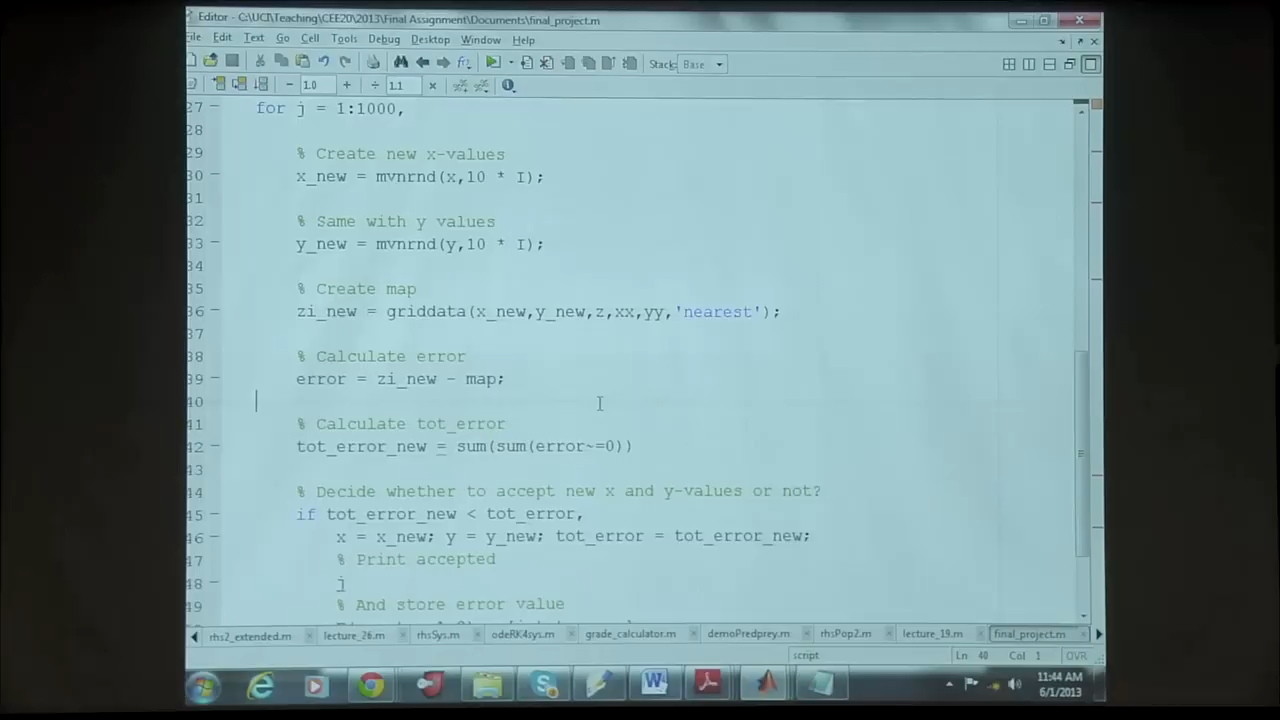 Editor - C:\UCI\Teaching\CEE20\2013\Final Assignment\Documents\final_project.m
File Edit Text Go Cell Tools Debug Desktop Window Help
Stack: Base
1.0 1.1
27 for j = 1:1000,
28
29 % Create new x-values
30 x_new = mvnrnd(x,10 * I);
31
32 % Same with y values
33 y_new = mvnrnd(y,10 * I);
34
35 % Create map
36 zi_new = griddata(x_new,y_new,z,xx,yy,'nearest');
37
38 % Calculate error
39 error = zi_new - map;
40
41 % Calculate tot_error
42 tot_error_new = sum(sum(error~=0))
43
44 % Decide whether to accept new x and y-values or not?
45 if tot_error_new < tot_error,
46 x = x_new; y = y_new; tot_error = tot_error_new;
47 % Print accepted
48 j
49 % And store error value
rhs2_extended.m lecture_26.m rhsSys.m odeRK4sys.m grade_calculator.m demoPredprey.m rhsPop2.m lecture_19.m final_project.m
script Ln 40 Col 1 OVR
11:44 AM
6/1/2013